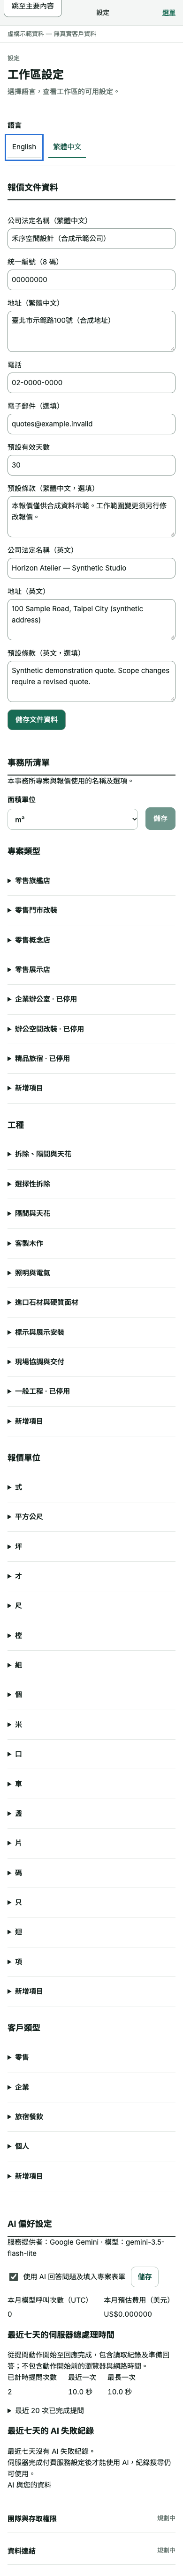 跳至主要內容
設定
選單
虛構示範資料 — 無真實客戶資料
設定
工作區設定
選擇語言，查看工作區的可用設定。
語言
English
繁體中文
報價文件資料
公司法定名稱（繁體中文）
禾序空間設計（合成示範公司）
統一編號（8 碼）
00000000
地址（繁體中文）
臺北市示範路100號（合成地址）
電話
02-0000-0000
電子郵件（選填）
quotes@example.invalid
預設有效天數
30
預設條款（繁體中文，選填）
本報價僅供合成資料示範。工作範圍變更須另行修
改報價。
公司法定名稱（英文）
Horizon Atelier — Synthetic Studio
地址（英文）
100 Sample Road, Taipei City (synthetic
address)
預設條款（英文，選填）
Synthetic demonstration quote. Scope changes
require a revised quote.
儲存文件資料
事務所清單
本事務所專案與報價使用的名稱及選項。
面積單位
m²
儲存
專案類型
零售旗艦店
零售門市改裝
零售概念店
零售展示店
企業辦公室 · 已停用
辦公空間改裝 · 已停用
精品旅宿 · 已停用
新增項目
工種
拆除、隔間與天花
選擇性拆除
隔間與天花
客製木作
照明與電氣
進口石材與硬質面材
標示與展示安裝
現場協調與交付
一般工程 · 已停用
新增項目
報價單位
式
平方公尺
坪
才
尺
樘
組
個
米
口
車
盞
片
碼
只
迴
項
新增項目
客戶類型
零售
企業
旅宿餐飲
個人
新增項目
AI 偏好設定
服務提供者：Google Gemini · 模型：gemini-3.5-
flash-lite
使用 AI 回答問題及填入專案表單
儲存
本月模型呼叫次數（UTC）
本月預估費用（美元）
0
US$0.000000
最近七天的伺服器總處理時間
從提問動作開始至回應完成，包含讀取紀錄及準備回
答；不包含動作開始前的瀏覽器與網路時間。
已計時提問次數
最近一次
最長一次
2
10.0 秒
10.0 秒
最近 20 次已完成提問
最近七天的 AI 失敗紀錄
最近七天沒有 AI 失敗紀錄。
伺服器完成付費服務設定後才能使用 AI，紀錄搜尋仍
可使用。
AI 與您的資料
團隊與存取權限
規劃中
資料連結
規劃中